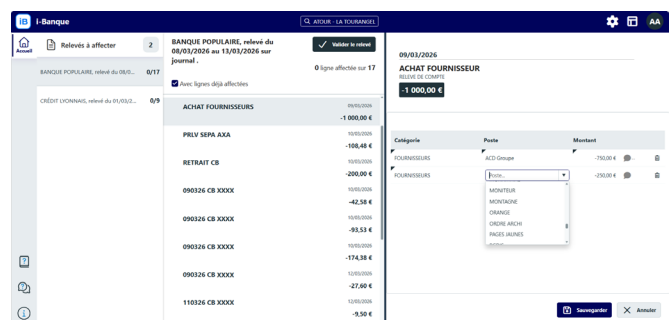 iB i-Banque
ATOUR - LA TOURANGEL
AA
Accueil
Relevés à affecter 2
BANQUE POPULAIRE, relevé du 08/0... 0/17
CRÉDIT LYONNAIS, relevé du 01/03/2... 0/9
BANQUE POPULAIRE, relevé du
08/03/2026 au 13/03/2026 sur
journal .
Valider le relevé
0 ligne affectée sur 17
Avec lignes déjà affectées
ACHAT FOURNISSEURS 09/03/2026
-1 000,00 €
PRLV SEPA AXA 10/03/2026
-108,48 €
RETRAIT CB 10/03/2026
-200,00 €
090326 CB XXXX 10/03/2026
-42,58 €
090326 CB XXXX 10/03/2026
-93,53 €
090326 CB XXXX 10/03/2026
-174,38 €
090326 CB XXXX 12/03/2026
-27,60 €
110326 CB XXXX 12/03/2026
-9,50 €
09/03/2026
ACHAT FOURNISSEUR
RELEVÉ DE COMPTE
-1 000,00 €
Catégorie Poste Montant
FOURNISSEURS ACD Groupe -750,00 €
FOURNISSEURS Poste... -250,00 €
MONITEUR
MONTAGNE
ORANGE
ORDRE ARCHI
PAGES JAUNES
Sauvegarder
Annuler